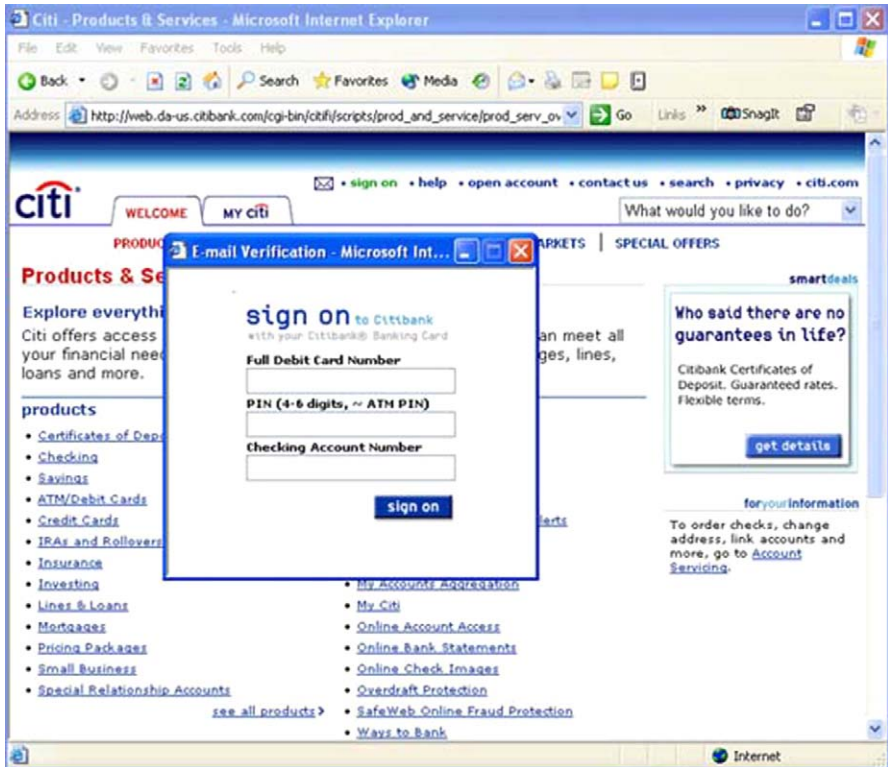 Citi - Products & Services - Microsoft Internet Explorer
File Edit View Favorites Tools Help
Back Search Favorites Media
Address http://web.da-us.citibank.com/cgi-bin/citifi/scripts/prod_and_service/prod_serv_ov Go Links » SnagIt
• sign on • help • open account • contact us • search • privacy • citi.com
citi WELCOME MY citi What would you like to do?
PRODUC ARKETS | SPECIAL OFFERS
Products & Se
Explore everythi
Citi offers access
your financial need
loans and more.
an meet all
ges, lines,
products
• Certificates of Depo
• Checking
• Savings
• ATM/Debit Cards
• Credit Cards
• IRAs and Rollovers
• Insurance
• Investing
• Lines & Loans
• Mortgages
• Pricing Packages
• Small Business
• Special Relationship Accounts
see all products >
lerts
• My Accounts Aggregation
• My Citi
• Online Account Access
• Online Bank Statements
• Online Check Images
• Overdraft Protection
• SafeWeb Online Fraud Protection
• Ways to Bank
E-mail Verification - Microsoft Int...
sign on to Citibank
with your Citibank® Banking Card
Full Debit Card Number
PIN (4-6 digits, ~ ATM PIN)
Checking Account Number
sign on
smartdeals
Who said there are no
guarantees in life?
Citibank Certificates of
Deposit. Guaranteed rates.
Flexible terms.
get details
foryourinformation
To order checks, change
address, link accounts and
more, go to Account
Servicing.
Internet